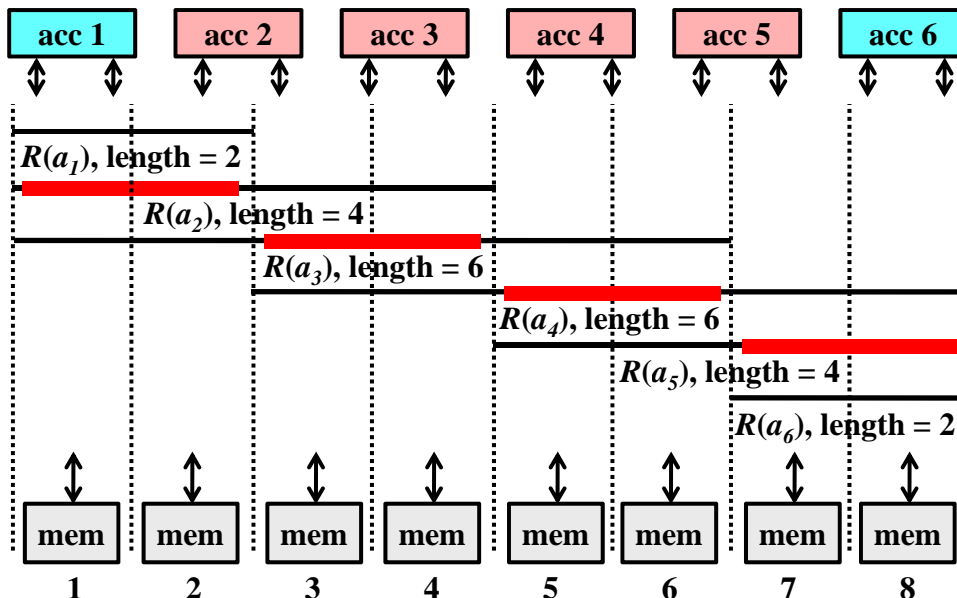 acc 1 acc 2 acc 3 acc 4 acc 5 acc 6
R(a1), length = 2
R(a2), length = 4
R(a3), length = 6
R(a4), length = 6
R(a5), length = 4
R(a6), length = 2
mem mem mem mem mem mem mem mem
1 2 3 4 5 6 7 8